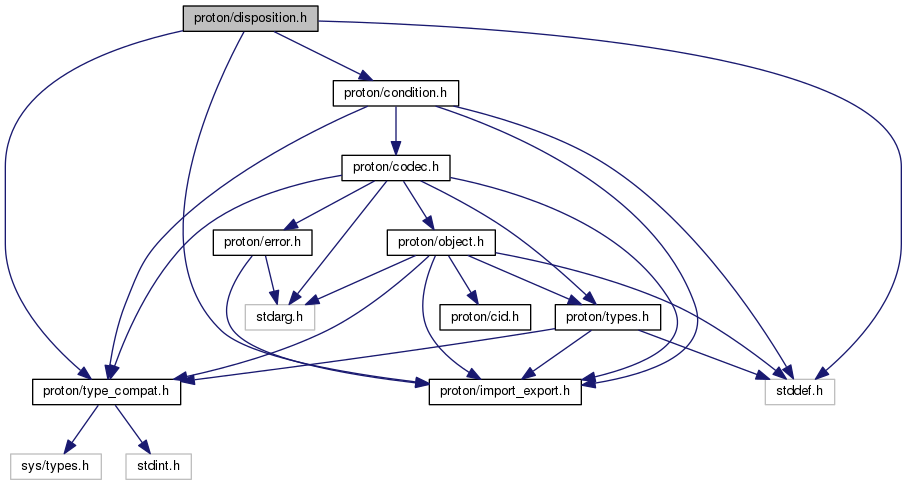 proton/disposition.h
proton/condition.h
proton/codec.h
proton/error.h
proton/object.h
stdarg.h
proton/cid.h
proton/types.h
proton/type_compat.h
proton/import_export.h
stddef.h
sys/types.h
stdint.h